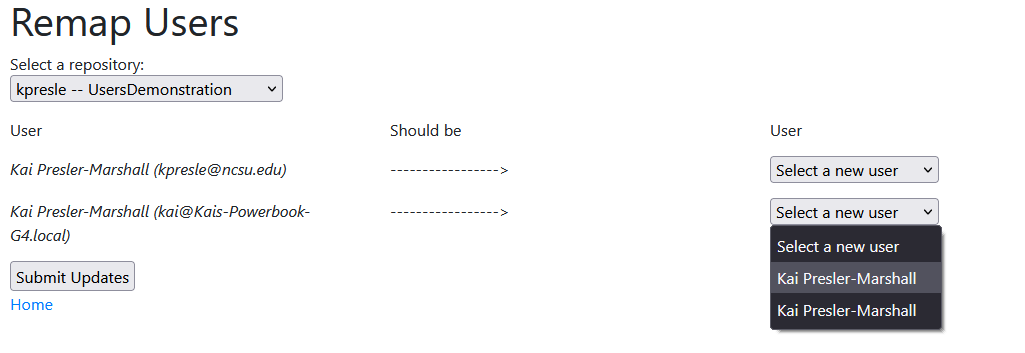 Remap Users
Select a repository:
kpresle -- UsersDemonstration
User Should be User
Kai Presler-Marshall (kpresle@ncsu.edu) -----------------> Select a new user
Kai Presler-Marshall (kai@Kais-Powerbook- -----------------> Select a new user
G4.local)
Select a new user
Submit Updates Kai Presler-Marshall
Home Kai Presler-Marshall